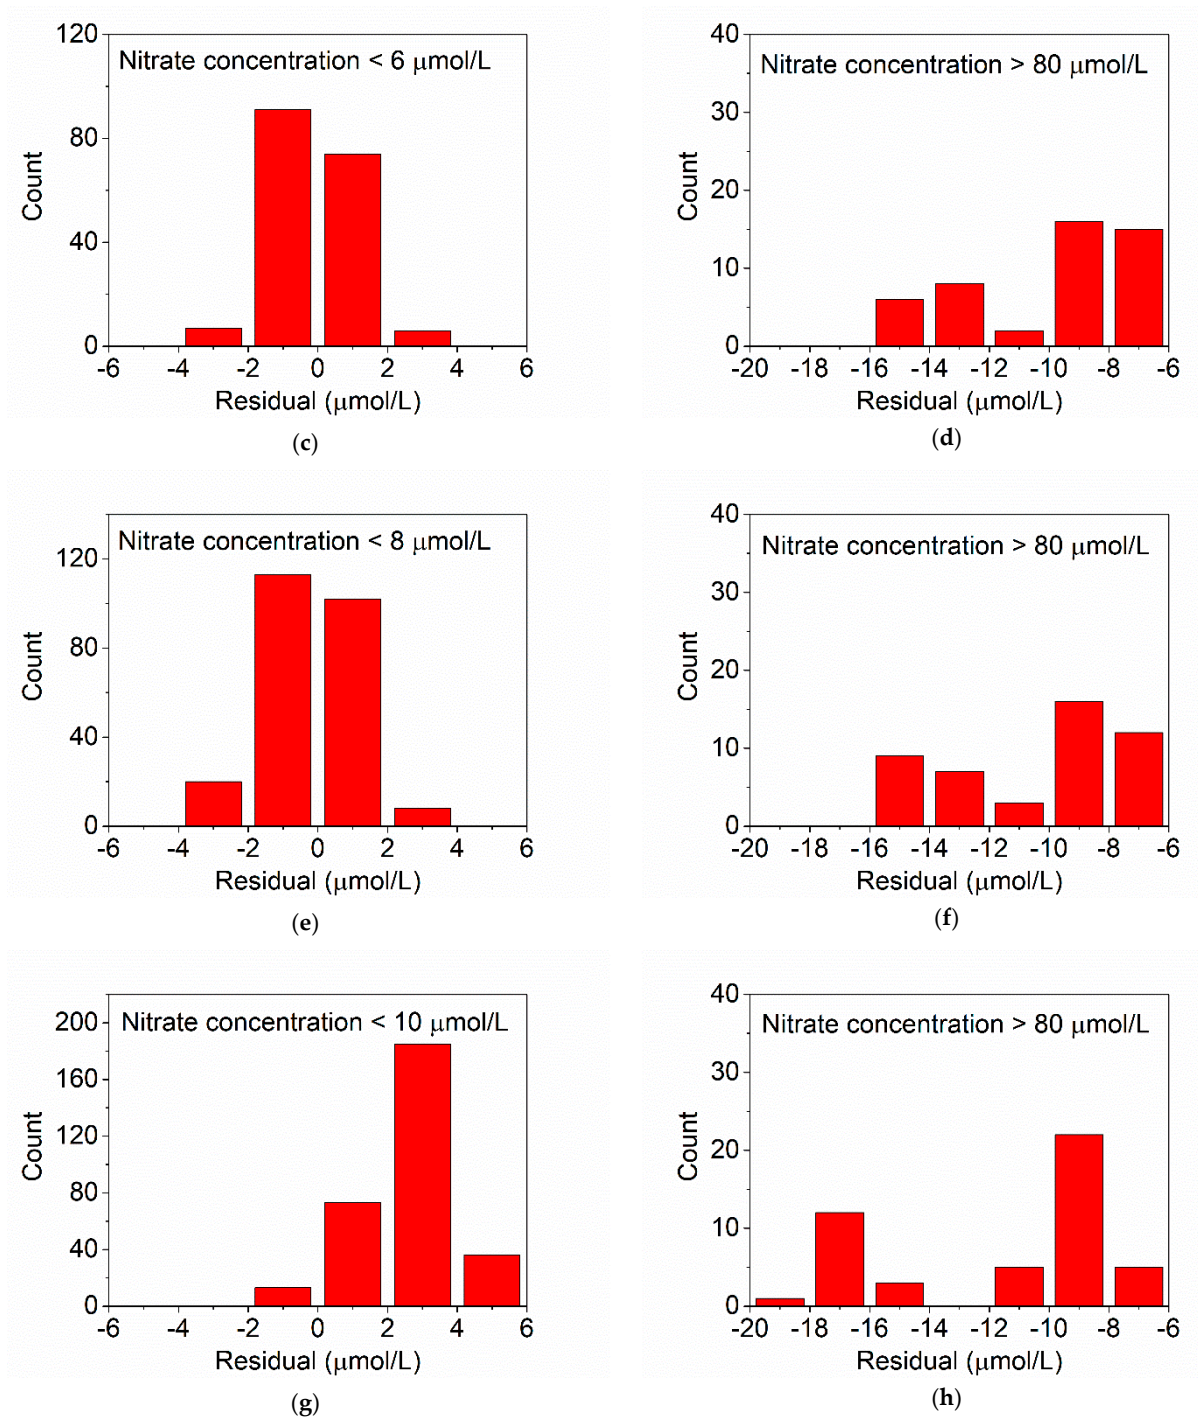 120
80
40
0
Count
Nitrate concentration < 6 μmol/L
-6 -4 -2 0 2 4 6
Residual (μmol/L)
(c)
40
30
20
10
0
Count
Nitrate concentration > 80 μmol/L
-20 -18 -16 -14 -12 -10 -8 -6
Residual (μmol/L)
(d)
120
80
40
0
Count
Nitrate concentration < 8 μmol/L
-6 -4 -2 0 2 4 6
Residual (μmol/L)
(e)
40
30
20
10
0
Count
Nitrate concentration > 80 μmol/L
-20 -18 -16 -14 -12 -10 -8 -6
Residual (μmol/L)
(f)
200
160
120
80
40
0
Count
Nitrate concentration < 10 μmol/L
-6 -4 -2 0 2 4 6
Residual (μmol/L)
(g)
40
30
20
10
0
Count
Nitrate concentration > 80 μmol/L
-20 -18 -16 -14 -12 -10 -8 -6
Residual (μmol/L)
(h)